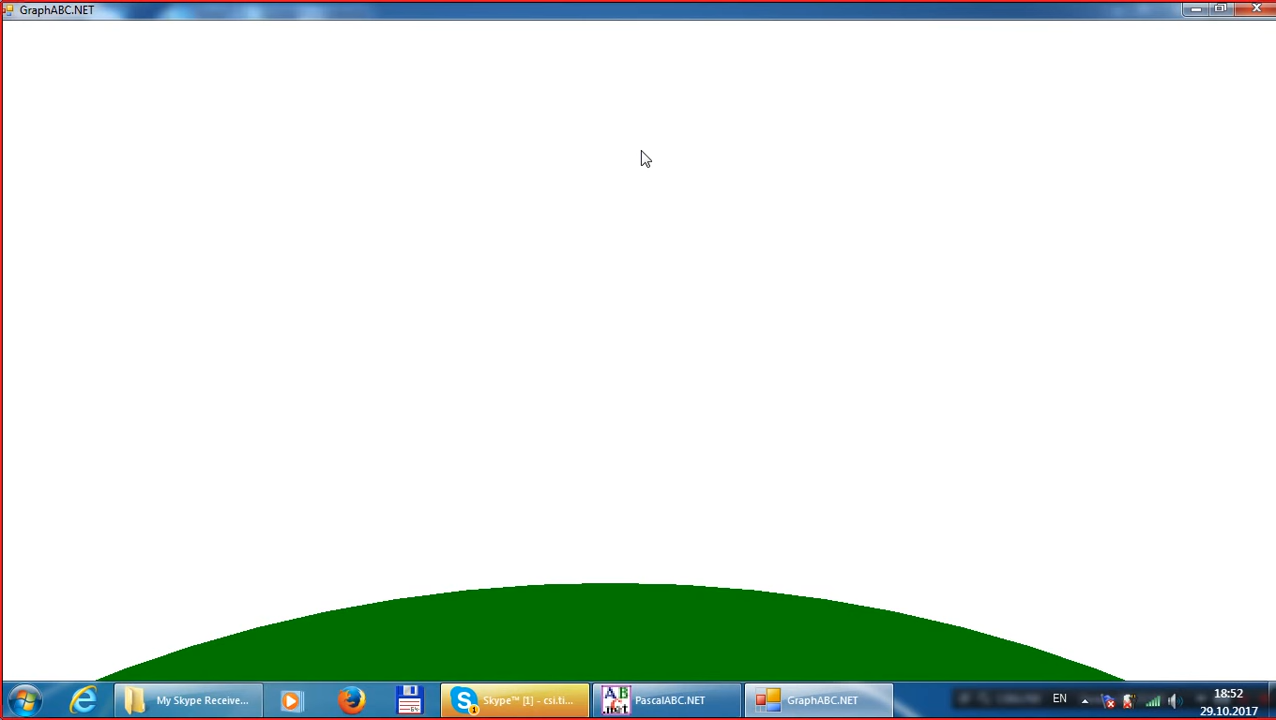 GraphABC.NET
My Skype Receive...
Skype™ [1] - csi.ti...
PascalABC.NET
GraphABC.NET
EN
18:52
29.10.2017